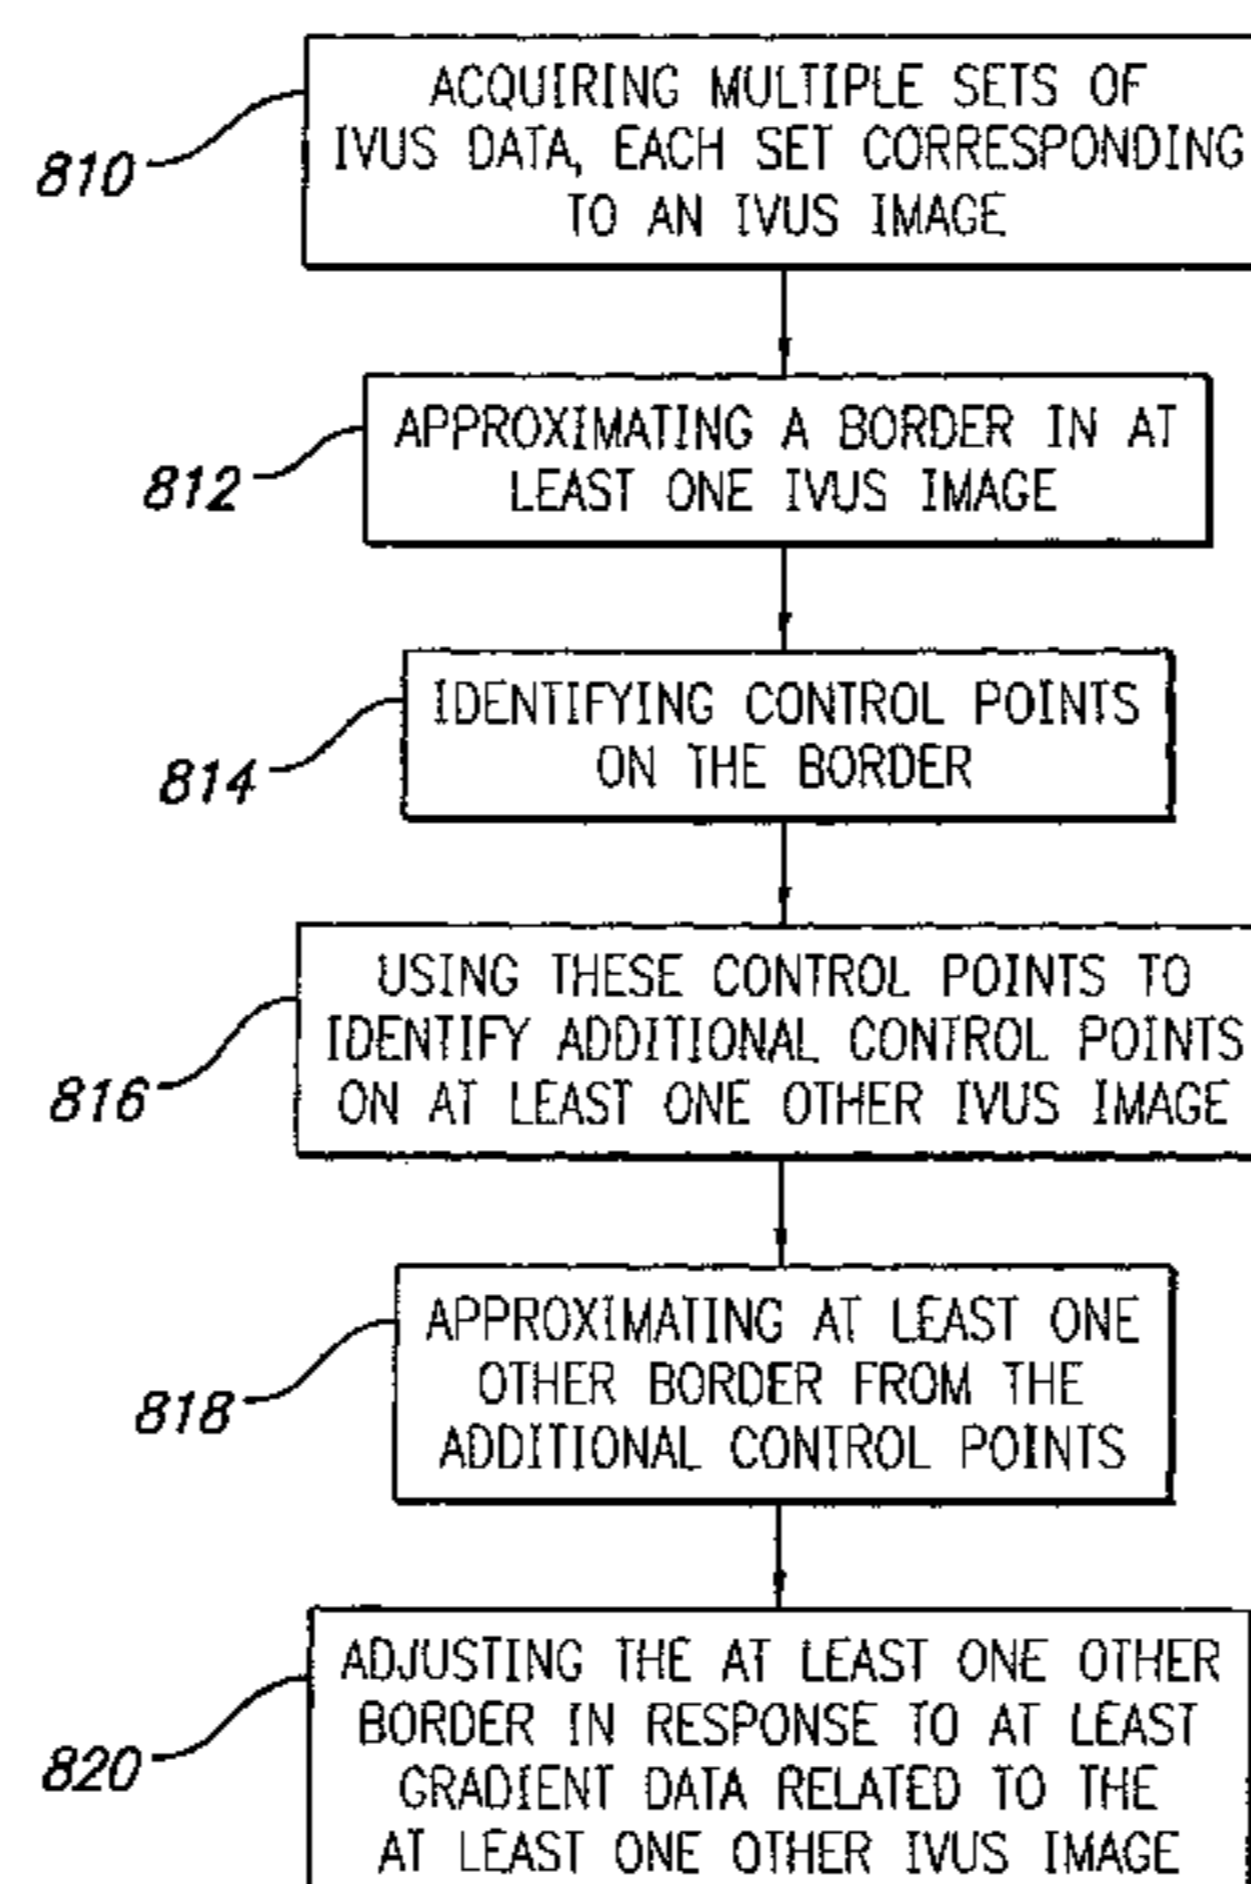 810
ACQUIRING MULTIPLE SETS OF
IVUS DATA, EACH SET CORRESPONDING
TO AN IVUS IMAGE
812
APPROXIMATING A BORDER IN AT
LEAST ONE IVUS IMAGE
814
IDENTIFYING CONTROL POINTS
ON THE BORDER
816
USING THESE CONTROL POINTS TO
IDENTIFY ADDITIONAL CONTROL POINTS
ON AT LEAST ONE OTHER IVUS IMAGE
818
APPROXIMATING AT LEAST ONE
OTHER BORDER FROM THE
ADDITIONAL CONTROL POINTS
820
ADJUSTING THE AT LEAST ONE OTHER
BORDER IN RESPONSE TO AT LEAST
GRADIENT DATA RELATED TO THE
AT LEAST ONE OTHER IVUS IMAGE